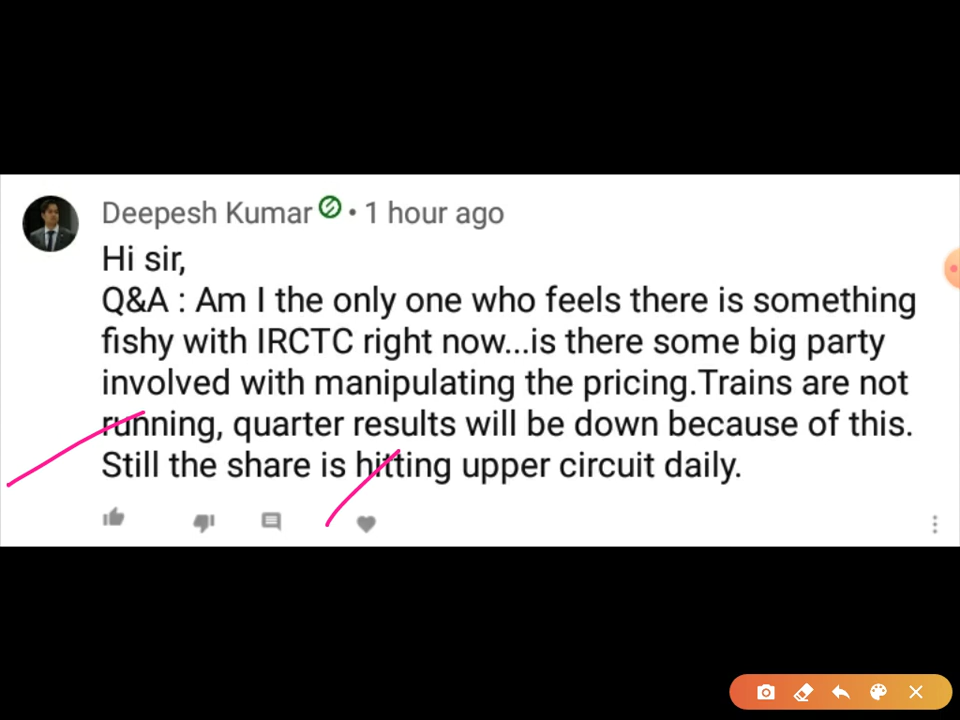 Deepesh Kumar • 1 hour ago
Hi sir,
Q&A : Am I the only one who feels there is something
fishy with IRCTC right now...is there some big party
involved with manipulating the pricing.Trains are not
running, quarter results will be down because of this.
Still the share is hitting upper circuit daily.